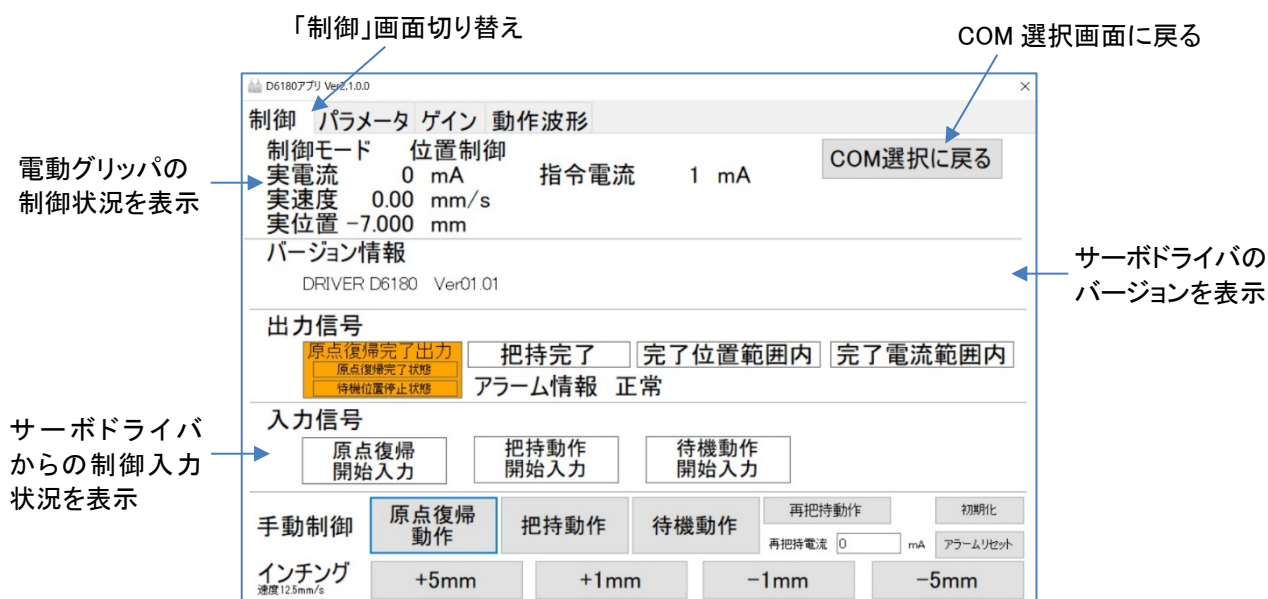 「制御」画面切り替え
COM 選択画面に戻る
D6180アプリ Ver2.1.0.0
制御 パラメータ ゲイン 動作波形
制御モード 位置制御
COM選択に戻る
実電流 0 mA 指令電流 1 mA
実速度 0.00 mm/s
実位置 -7.000 mm
電動グリッパの
制御状況を表示
バージョン情報
DRIVER D6180 Ver01.01
サーボドライバの
バージョンを表示
出力信号
原点復帰完了出力
原点復帰完了状態
待機位置停止状態
把持完了
完了位置範囲内
完了電流範囲内
アラーム情報 正常
入力信号
原点復帰
開始入力
把持動作
開始入力
待機動作
開始入力
サーボドライバ
からの制御入力
状況を表示
手動制御
原点復帰
動作
把持動作
待機動作
再把持動作
初期化
再把持電流 0 mA
アラームリセット
インチング
速度12.5mm/s
+5mm
+1mm
-1mm
-5mm